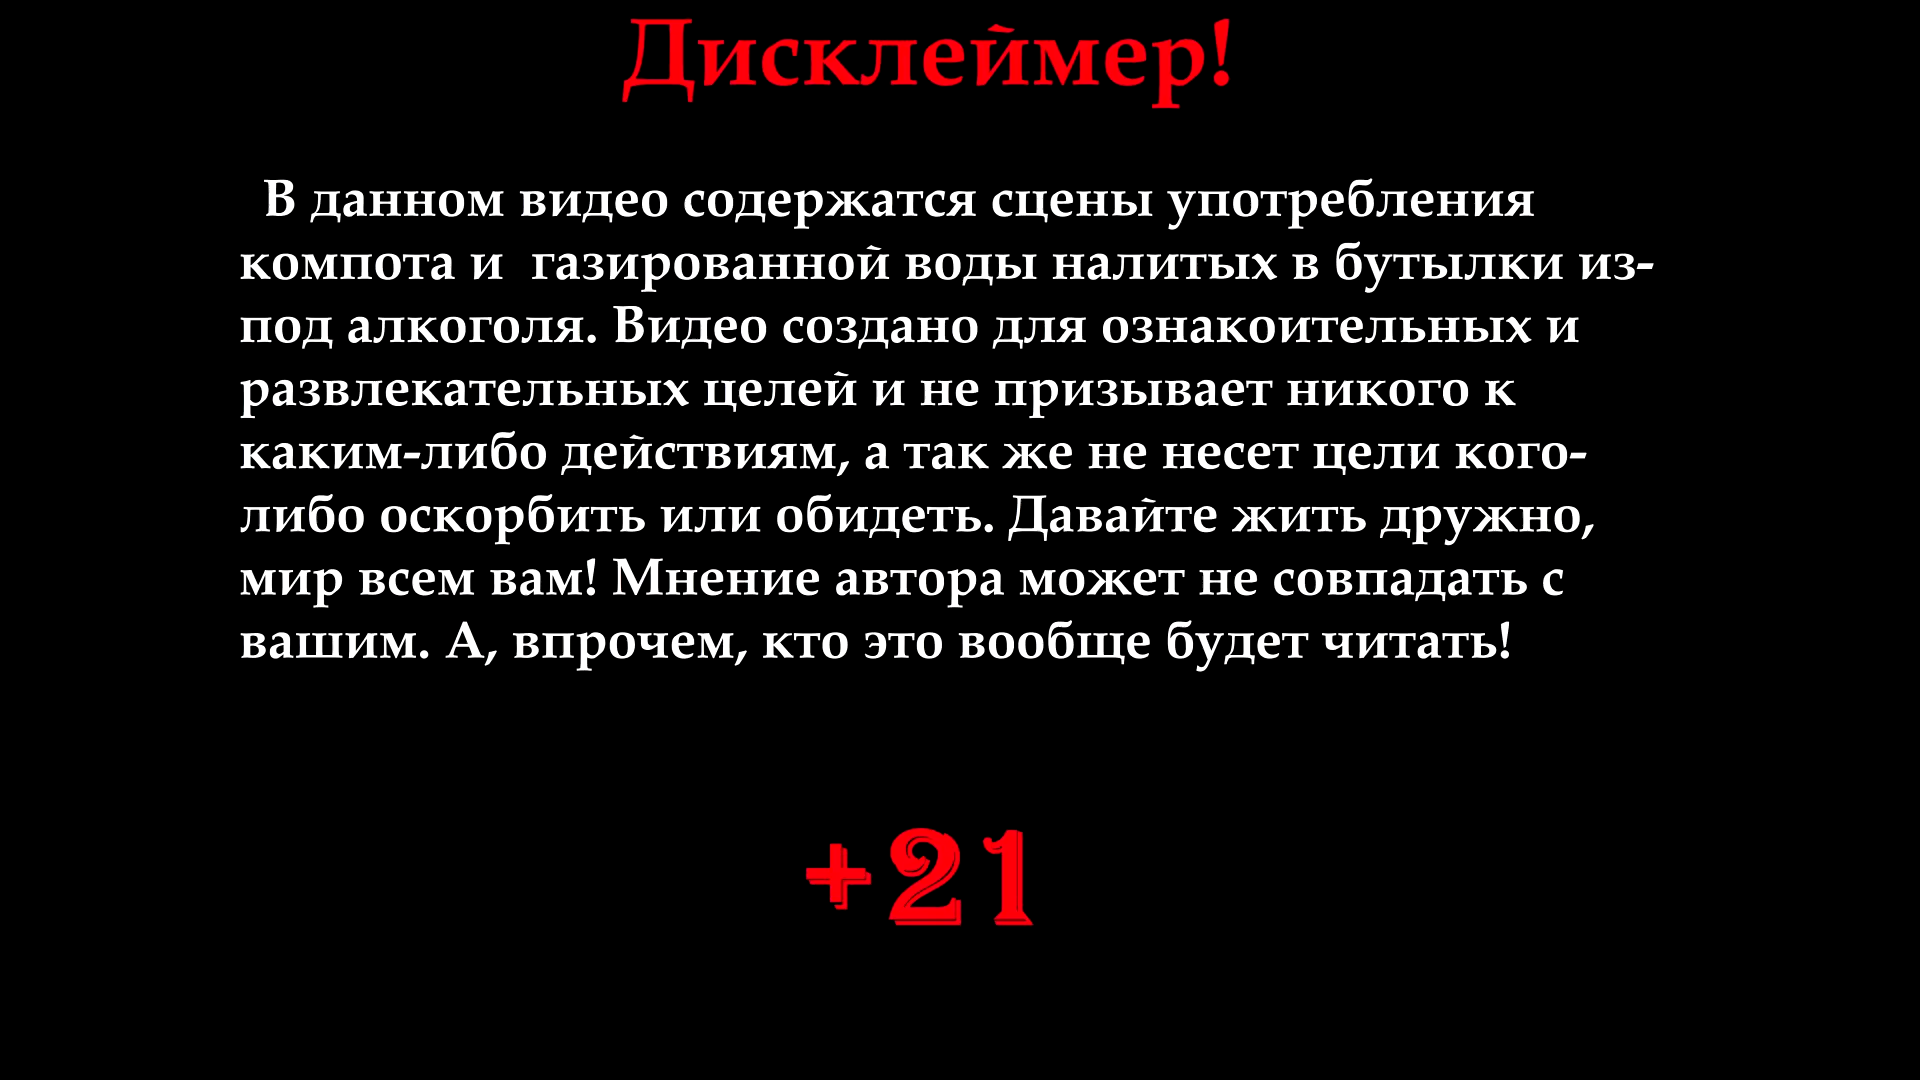 Дисклеймер!
В данном видео содержатся сцены употребления
компота и газированной воды налитых в бутылки из-
под алкоголя. Видео создано для ознакоительных и
развлекательных целей и не призывает никого к
каким-либо действиям, а так же не несет цели кого-
либо оскорбить или обидеть. Давайте жить дружно,
мир всем вам! Мнение автора может не совпадать с
вашим. А, впрочем, кто это вообще будет читать!
+21